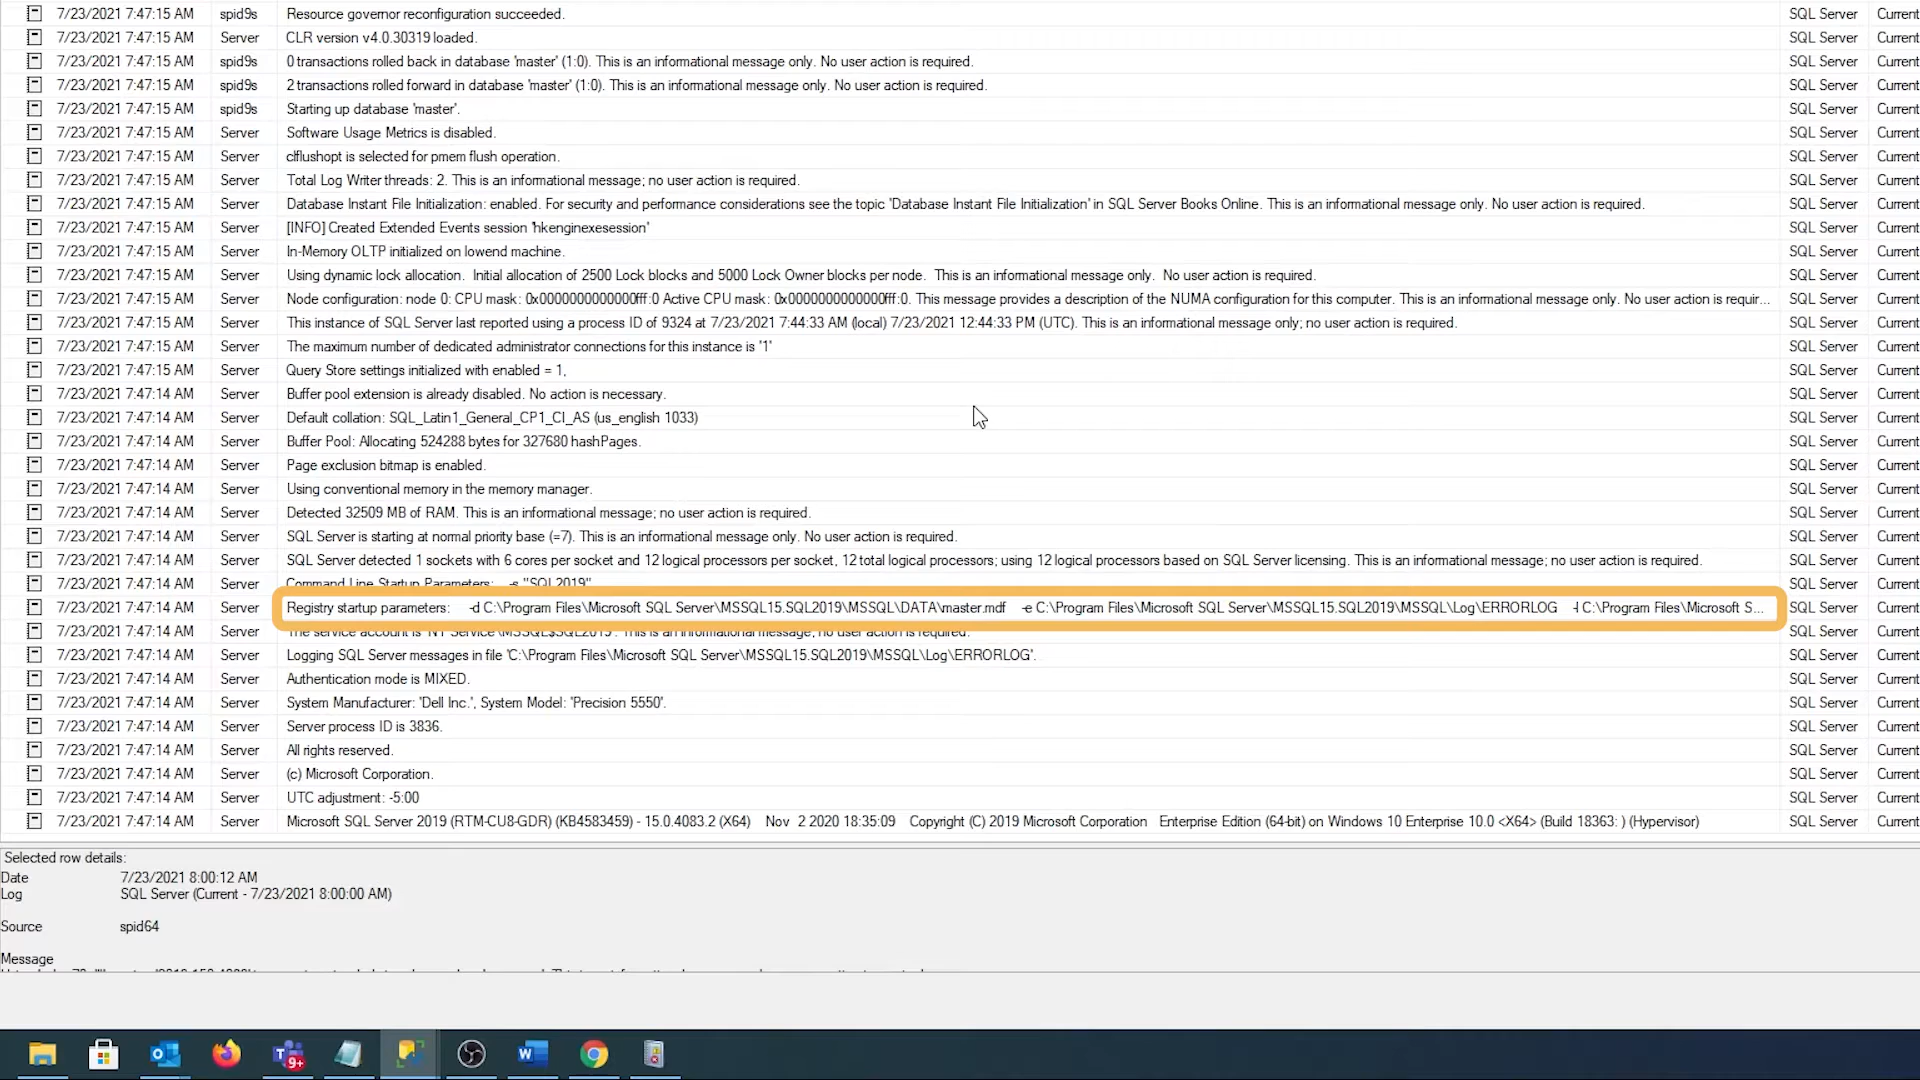 7/23/2021 7:47:15 AM spid9s Resource governor reconfiguration succeeded. SQL Server Current
7/23/2021 7:47:15 AM Server CLR version v4.0.30319 loaded. SQL Server Current
7/23/2021 7:47:15 AM spid9s 0 transactions rolled back in database 'master' (1:0). This is an informational message only. No user action is required. SQL Server Current
7/23/2021 7:47:15 AM spid9s 2 transactions rolled forward in database 'master' (1:0). This is an informational message only. No user action is required. SQL Server Current
7/23/2021 7:47:15 AM spid9s Starting up database 'master'. SQL Server Current
7/23/2021 7:47:15 AM Server Software Usage Metrics is disabled. SQL Server Current
7/23/2021 7:47:15 AM Server clflushopt is selected for pmem flush operation. SQL Server Current
7/23/2021 7:47:15 AM Server Total Log Writer threads: 2. This is an informational message; no user action is required. SQL Server Current
7/23/2021 7:47:15 AM Server Database Instant File Initialization: enabled. For security and performance considerations see the topic 'Database Instant File Initialization' in SQL Server Books Online. This is an informational message only. No user action is required. SQL Server Current
7/23/2021 7:47:15 AM Server [INFO] Created Extended Events session 'hkenginexesession' SQL Server Current
7/23/2021 7:47:15 AM Server In-Memory OLTP initialized on lowend machine. SQL Server Current
7/23/2021 7:47:15 AM Server Using dynamic lock allocation. Initial allocation of 2500 Lock blocks and 5000 Lock Owner blocks per node. This is an informational message only. No user action is required. SQL Server Current
7/23/2021 7:47:15 AM Server Node configuration: node 0: CPU mask: 0x0000000000000fff:0 Active CPU mask: 0x0000000000000fff:0. This message provides a description of the NUMA configuration for this computer. This is an informational message only. No user action is requir... SQL Server Current
7/23/2021 7:47:15 AM Server This instance of SQL Server last reported using a process ID of 9324 at 7/23/2021 7:44:33 AM (local) 7/23/2021 12:44:33 PM (UTC). This is an informational message only; no user action is required. SQL Server Current
7/23/2021 7:47:15 AM Server The maximum number of dedicated administrator connections for this instance is '1' SQL Server Current
7/23/2021 7:47:15 AM Server Query Store settings initialized with enabled = 1, SQL Server Current
7/23/2021 7:47:14 AM Server Buffer pool extension is already disabled. No action is necessary. SQL Server Current
7/23/2021 7:47:14 AM Server Default collation: SQL_Latin1_General_CP1_CI_AS (us_english 1033) SQL Server Current
7/23/2021 7:47:14 AM Server Buffer Pool: Allocating 524288 bytes for 327680 hashPages. SQL Server Current
7/23/2021 7:47:14 AM Server Page exclusion bitmap is enabled. SQL Server Current
7/23/2021 7:47:14 AM Server Using conventional memory in the memory manager. SQL Server Current
7/23/2021 7:47:14 AM Server Detected 32509 MB of RAM. This is an informational message; no user action is required. SQL Server Current
7/23/2021 7:47:14 AM Server SQL Server is starting at normal priority base (=7). This is an informational message only. No user action is required. SQL Server Current
7/23/2021 7:47:14 AM Server SQL Server detected 1 sockets with 6 cores per socket and 12 logical processors per socket, 12 total logical processors; using 12 logical processors based on SQL Server licensing. This is an informational message; no user action is required. SQL Server Current
7/23/2021 7:47:14 AM Server Command Line Startup Parameters: -s "SQL2019" SQL Server Current
7/23/2021 7:47:14 AM Server Registry startup parameters: -d C:\Program Files\Microsoft SQL Server\MSSQL15.SQL2019\MSSQL\DATA\master.mdf -e C:\Program Files\Microsoft SQL Server\MSSQL15.SQL2019\MSSQL\Log\ERRORLOG -l C:\Program Files\Microsoft S... SQL Server Current
7/23/2021 7:47:14 AM Server The service account is 'NT Service\MSSQL$SQL2019'. This is an informational message; no user action is required. SQL Server Current
7/23/2021 7:47:14 AM Server Logging SQL Server messages in file 'C:\Program Files\Microsoft SQL Server\MSSQL15.SQL2019\MSSQL\Log\ERRORLOG'. SQL Server Current
7/23/2021 7:47:14 AM Server Authentication mode is MIXED. SQL Server Current
7/23/2021 7:47:14 AM Server System Manufacturer: 'Dell Inc.', System Model: 'Precision 5550'. SQL Server Current
7/23/2021 7:47:14 AM Server Server process ID is 3836. SQL Server Current
7/23/2021 7:47:14 AM Server All rights reserved. SQL Server Current
7/23/2021 7:47:14 AM Server (c) Microsoft Corporation. SQL Server Current
7/23/2021 7:47:14 AM Server UTC adjustment: -5:00 SQL Server Current
7/23/2021 7:47:14 AM Server Microsoft SQL Server 2019 (RTM-CU8-GDR) (KB4583459) - 15.0.4083.2 (X64) Nov 2 2020 18:35:09 Copyright (C) 2019 Microsoft Corporation Enterprise Edition (64-bit) on Windows 10 Enterprise 10.0 <X64> (Build 18363: ) (Hypervisor) SQL Server Current
Selected row details:
Date 7/23/2021 8:00:12 AM
Log SQL Server (Current - 7/23/2021 8:00:00 AM)
Source spid64
Message
9+